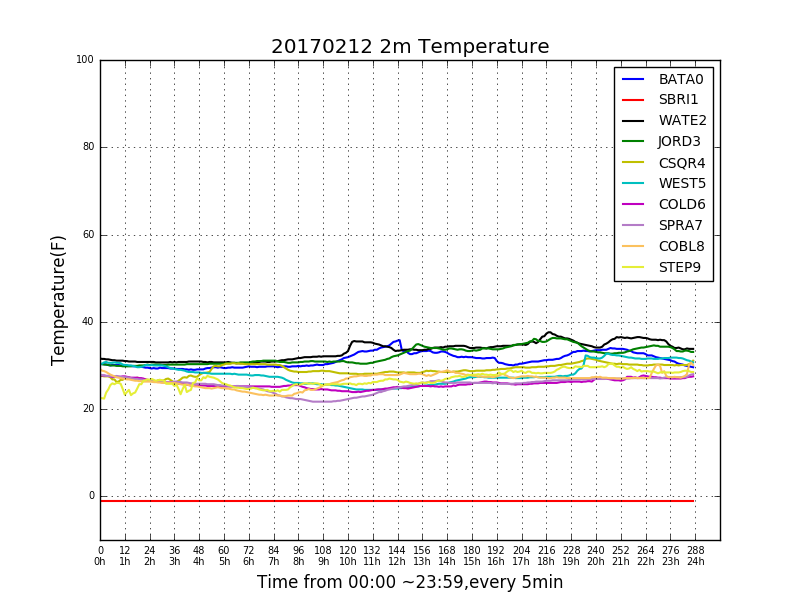 20170212 2m Temperature
100
80
60
40
20
0
Temperature(F)
BATA0
SBRI1
WATE2
JORD3
CSQR4
WEST5
COLD6
SPRA7
COBL8
STEP9
0 12 24 36 48 60 72 84 96 108 120 132 144 156 168 180 192 204 216 228 240 252 264 276 288
0h 1h 2h 3h 4h 5h 6h 7h 8h 9h 10h 11h 12h 13h 14h 15h 16h 17h 18h 19h 20h 21h 22h 23h 24h
Time from 00:00 ~23:59,every 5min